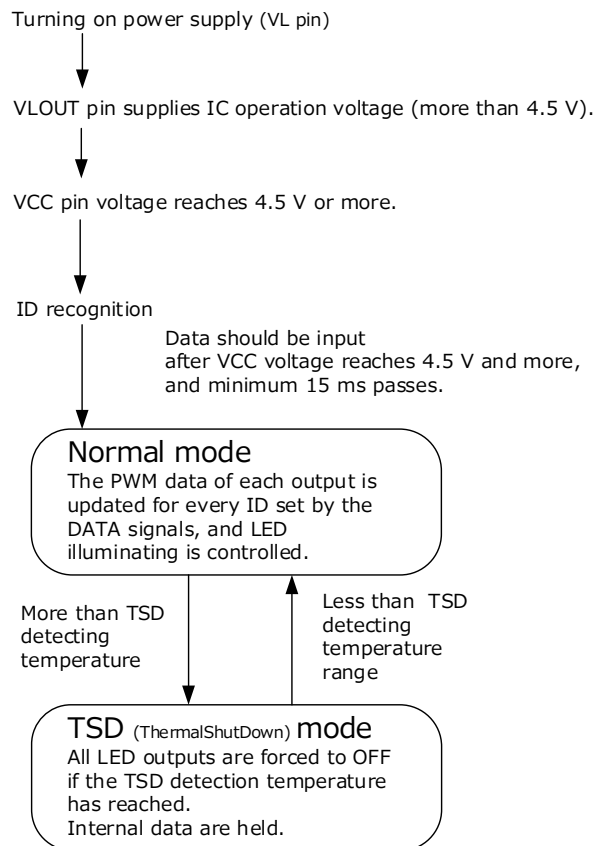 Turning on power supply (VL pin)
VLOUT pin supplies IC operation voltage (more than 4.5 V).
VCC pin voltage reaches 4.5 V or more.
ID recognition
Data should be input
after VCC voltage reaches 4.5 V and more,
and minimum 15 ms passes.
Normal mode
The PWM data of each output is
updated for every ID set by the
DATA signals, and LED
illuminating is controlled.
More than TSD
detecting
temperature
Less than TSD
detecting
temperature
range
TSD (ThermalShutDown) mode
All LED outputs are forced to OFF
if the TSD detection temperature
has reached.
Internal data are held.